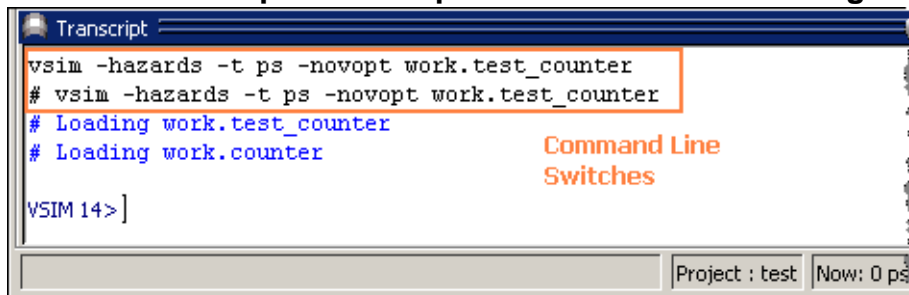 Transcript
vsim -hazards -t ps -novopt work.test_counter
# vsim -hazards -t ps -novopt work.test_counter
# Loading work.test_counter
# Loading work.counter
Command Line
Switches
VSIM 14>
Project : test Now: 0 ps